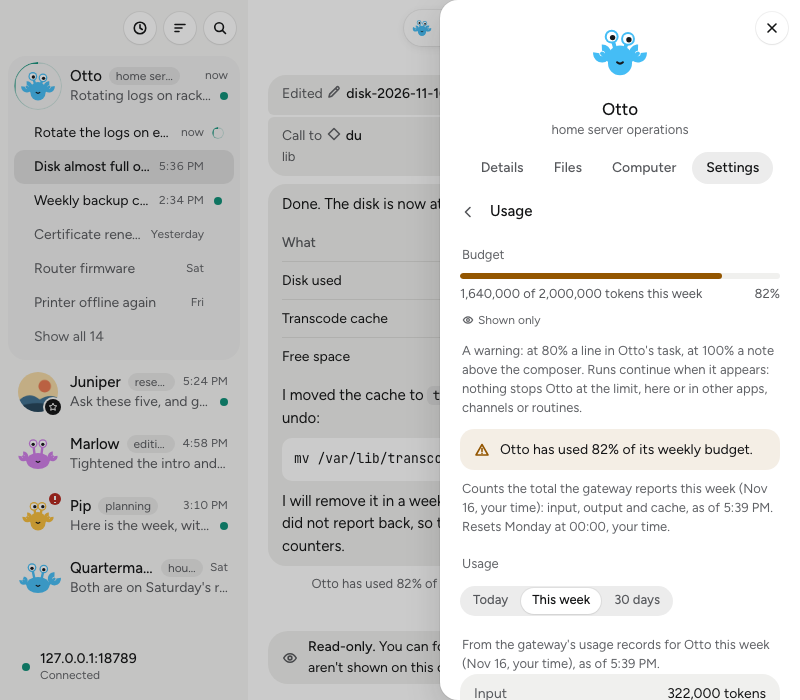 Otto home ser... now
Rotating logs on rack...
Rotate the logs on e... now
Disk almost full o... 5:36 PM
Weekly backup c... 2:34 PM
Certificate rene... Yesterday
Router firmware Sat
Printer offline again Fri
Show all 14
Juniper rese... 5:24 PM
Ask these five, and g...
Marlow editi... 4:58 PM
Tightened the intro and...
Pip planning 3:10 PM
Here is the week, wit...
Quarterma... hou... Sat
Both are on Saturday's r...
127.0.0.1:18789
Connected
Edited disk-2026-11-1
Call to du
lib
Done. The disk is now at
What
Disk used
Transcode cache
Free space
I moved the cache to
undo:
mv /var/lib/transco
I will remove it in a week
did not report back, so t
counters.
Otto has used 82% of
Read-only. You can fo
aren't shown on this c
Otto
home server operations
Details Files Computer Settings
Usage
Budget
1,640,000 of 2,000,000 tokens this week 82%
Shown only
A warning: at 80% a line in Otto's task, at 100% a note
above the composer. Runs continue when it appears:
nothing stops Otto at the limit, here or in other apps,
channels or routines.
Otto has used 82% of its weekly budget.
Counts the total the gateway reports this week (Nov
16, your time): input, output and cache, as of 5:39 PM.
Resets Monday at 00:00, your time.
Usage
Today This week 30 days
From the gateway's usage records for Otto this week
(Nov 16, your time), as of 5:39 PM.
Input 322,000 tokens